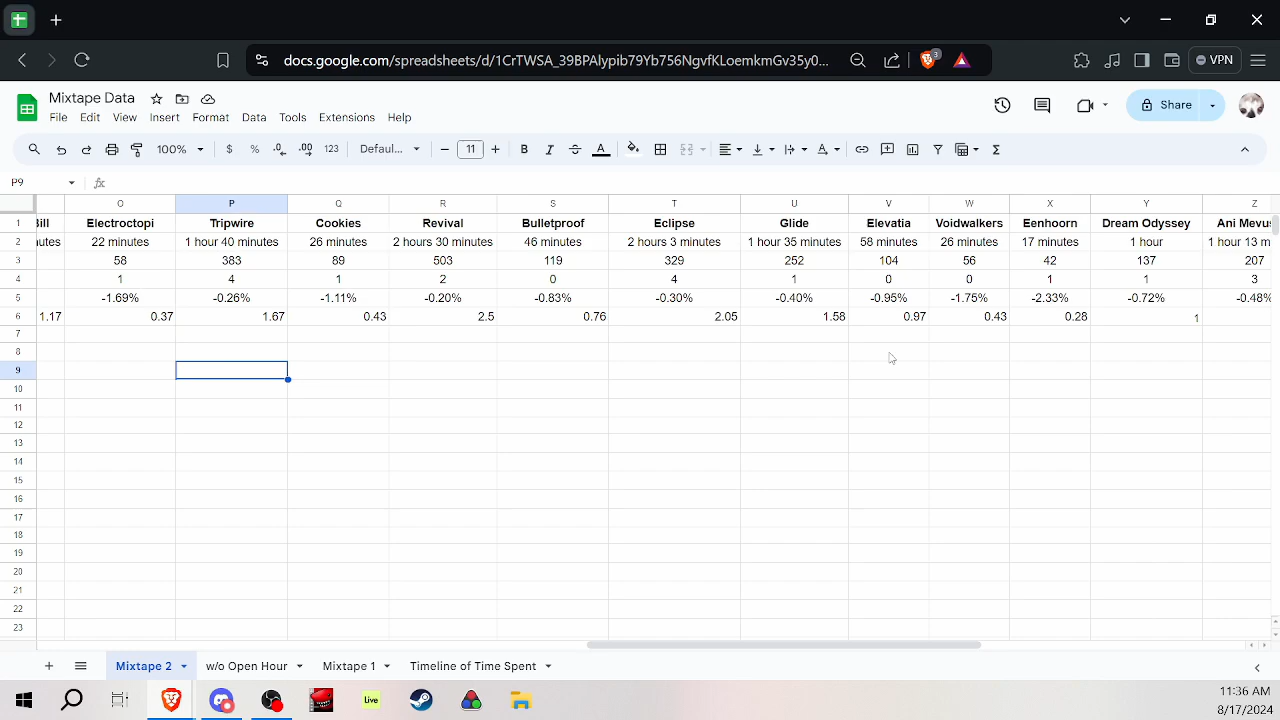 docs.google.com/spreadsheets/d/1CrTWSA_39BPAlypib79Yb756NgvfKLoemkmGv35y0... 3 VPN
Mixtape Data
File Edit View Insert Format Data Tools Extensions Help
Share
100% $ % .0 .00 123 Defaul... 11 B A
P9 fx
O P Q R S T U V W X Y Z
1 Bill Electroctopi Tripwire Cookies Revival Bulletproof Eclipse Glide Elevatia Voidwalkers Eenhoorn Dream Odyssey Ani Mevus
2 nutes 22 minutes 1 hour 40 minutes 26 minutes 2 hours 30 minutes 46 minutes 2 hours 3 minutes 1 hour 35 minutes 58 minutes 26 minutes 17 minutes 1 hour 1 hour 13 m
3 58 383 89 503 119 329 252 104 56 42 137 207
4 1 4 1 2 0 4 1 0 0 1 1 3
5 -1.69% -0.26% -1.11% -0.20% -0.83% -0.30% -0.40% -0.95% -1.75% -2.33% -0.72% -0.48%
6 1.17 0.37 1.67 0.43 2.5 0.76 2.05 1.58 0.97 0.43 0.28 1
7
8
9
10
11
12
13
14
15
16
17
18
19
20
21
22
23
Mixtape 2 w/o Open Hour Mixtape 1 Timeline of Time Spent
Live
11:36 AM
8/17/2024